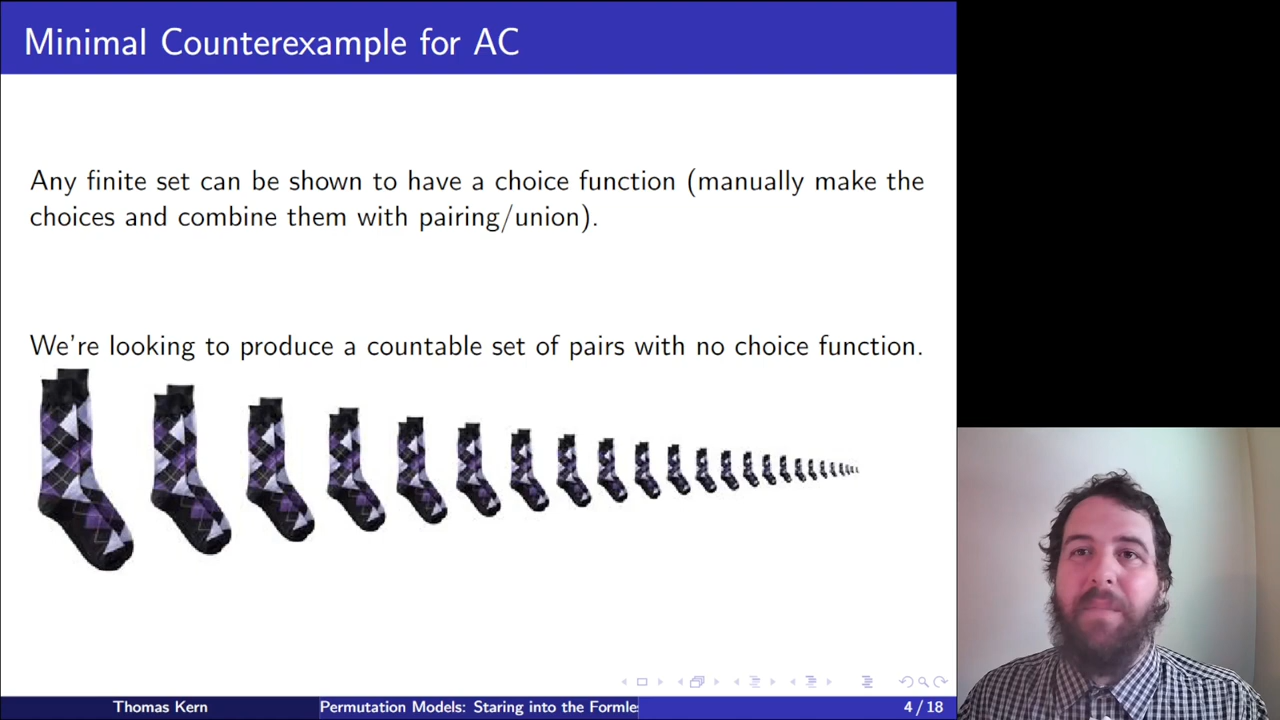 Minimal Counterexample for AC
Any finite set can be shown to have a choice function (manually make the
choices and combine them with pairing/union).
We're looking to produce a countable set of pairs with no choice function.
Thomas Kern
Permutation Models: Staring into the Formles
4 / 18